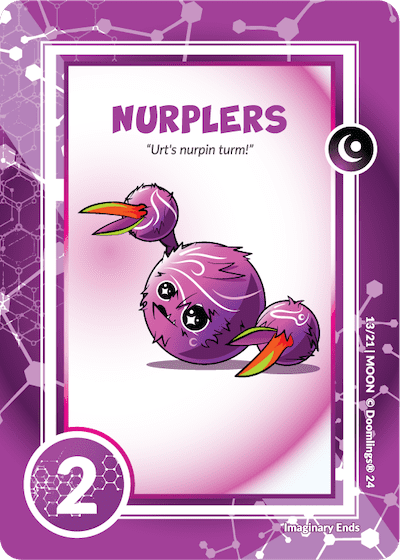 NURPLERS
"Urt's nurpin turm!"
13/21 | MOON © Doomlings® 24
2
*Imaginary Ends